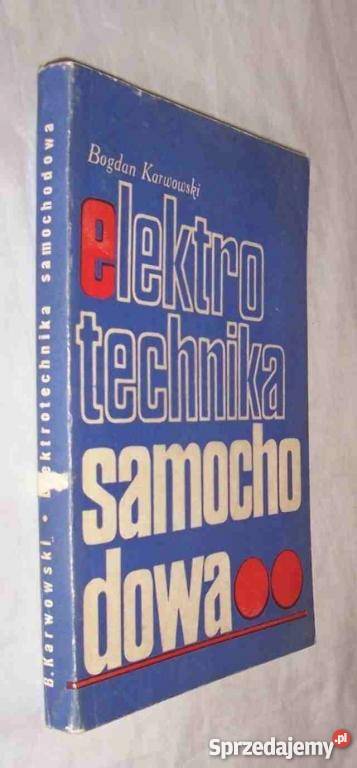 Bogdan Karwowski
elektro
technika
samocho
dowa
B.Karwowski • elektrotechnika samochodowa
Sprzedajemy.pl